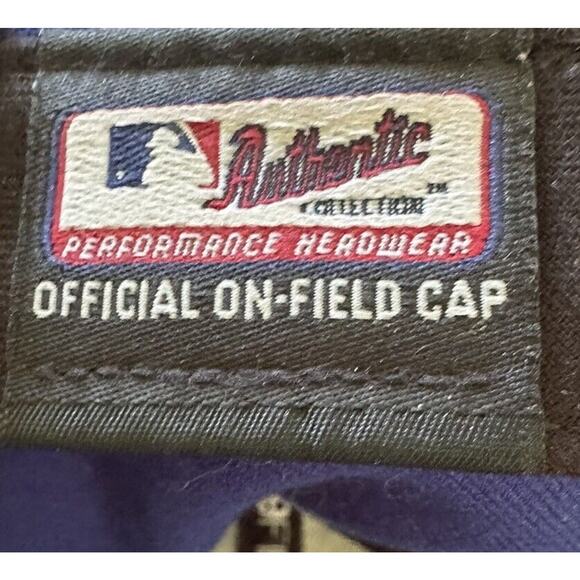 Authentic
COLLECTION™
PERFORMANCE HEADWEAR
OFFICIAL ON-FIELD CAP